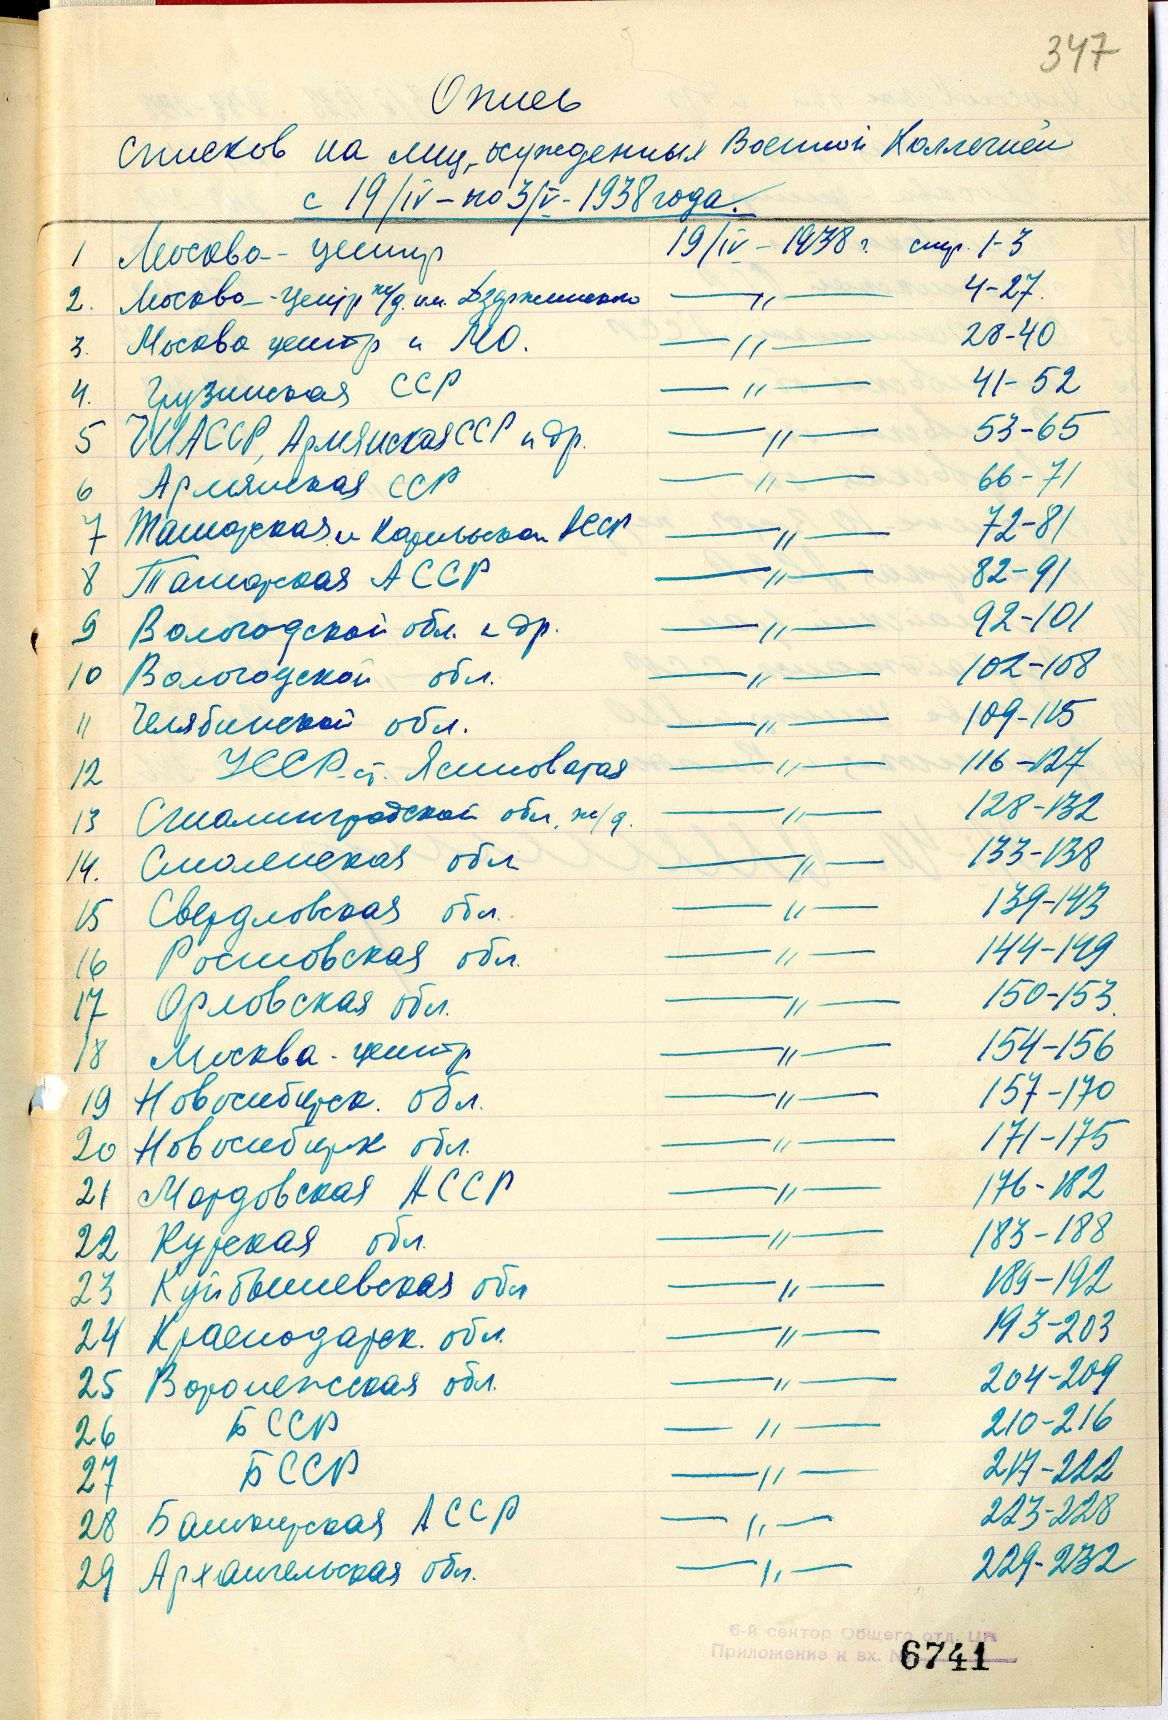 347
Опись
списков на лиц, осужденных Военной Коллегией
с 19/IV – по 3/V – 1938 года.
1 Москва - центр 19/IV – 1938 г. стр. 1-3
2. Москва - центр ж/д. им. Дзержинского — " — 4-27.
3. Москва центр и МО. — " — 28-40
4. Грузинская ССР — " — 41-52
5 ЧИАССР, Армянская ССР и др. — " — 53-65
6 Армянская ССР — " — 66-71
7 Татарская и Карельская АССР — " — 72-81
8 Татарская АССР — " — 82-91
9 Вологодской обл. и др. — " — 92-101
10 Вологодской обл. — " — 102-108
11 Челябинской обл. — " — 109-115
12 УССР - ст. Ясиноватая — " — 116-127
13 Сталинградской обл. ж/д. — " — 128-132
14. Смоленская обл — " — 133-138
15 Свердловская обл. — " — 139-143
16 Ростовская обл. — " — 144-149
17 Орловская обл. — " — 150-153.
18 Москва - центр — " — 154-156
19 Новосибирск. обл. — " — 157-170
20 Новосибирск обл. — " — 171-175
21 Мордовская АССР — " — 176-182
22 Курская обл. — " — 183-188
23 Куйбышевская обл — " — 189-192
24 Краснодарск. обл. — " — 193-203
25 Воронежская обл. — " — 204-209
26 БССР — " — 210-216
27 БССР — " — 217-222
28 Башкирская АССР — " — 223-228
29 Архангельская обл. — " — 229-232
6-й сектор Общего отд. ЦК
Приложение к вх. №
6741